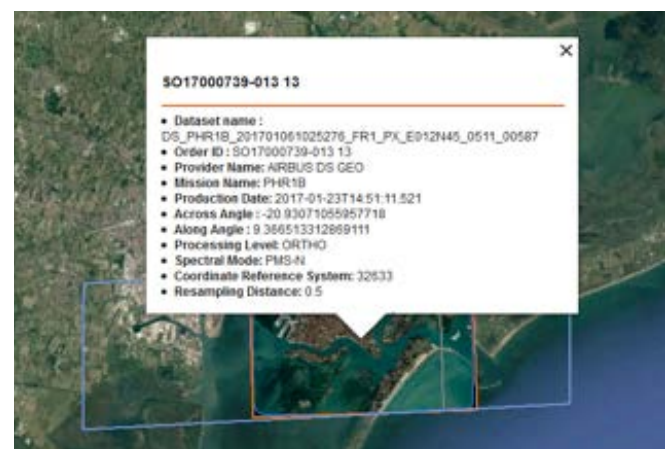 ×
SO17000739-013 13
• Dataset name :
DS_PHR1B_201701061025276_FR1_PX_E012N45_0511_00587
• Order ID : SO17000739-013 13
• Provider Name: AIRBUS DS GEO
• Mission Name: PHR1B
• Production Date: 2017-01-23T14:51:11.521
• Across Angle : -20.93071055957718
• Along Angle : 9.366513312869111
• Processing Level: ORTHO
• Spectral Mode: PMS-N
• Coordinate Reference System: 32633
• Resampling Distance: 0.5